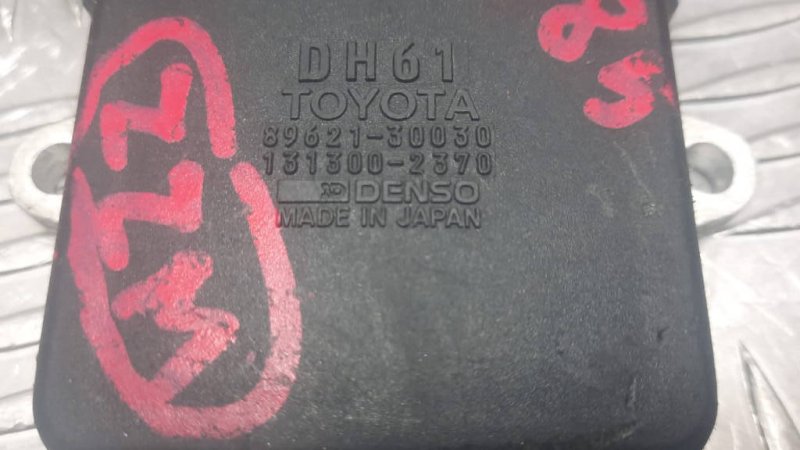 DH61
TOYOTA
89621-30030
131300-2370
DENSO
MADE IN JAPAN